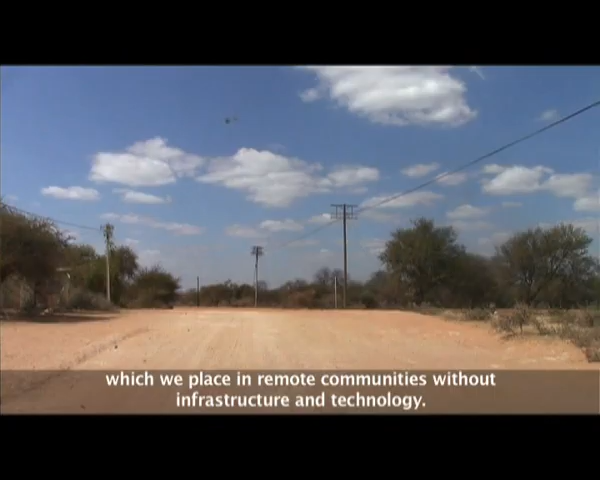 which we place in remote communities without
infrastructure and technology.